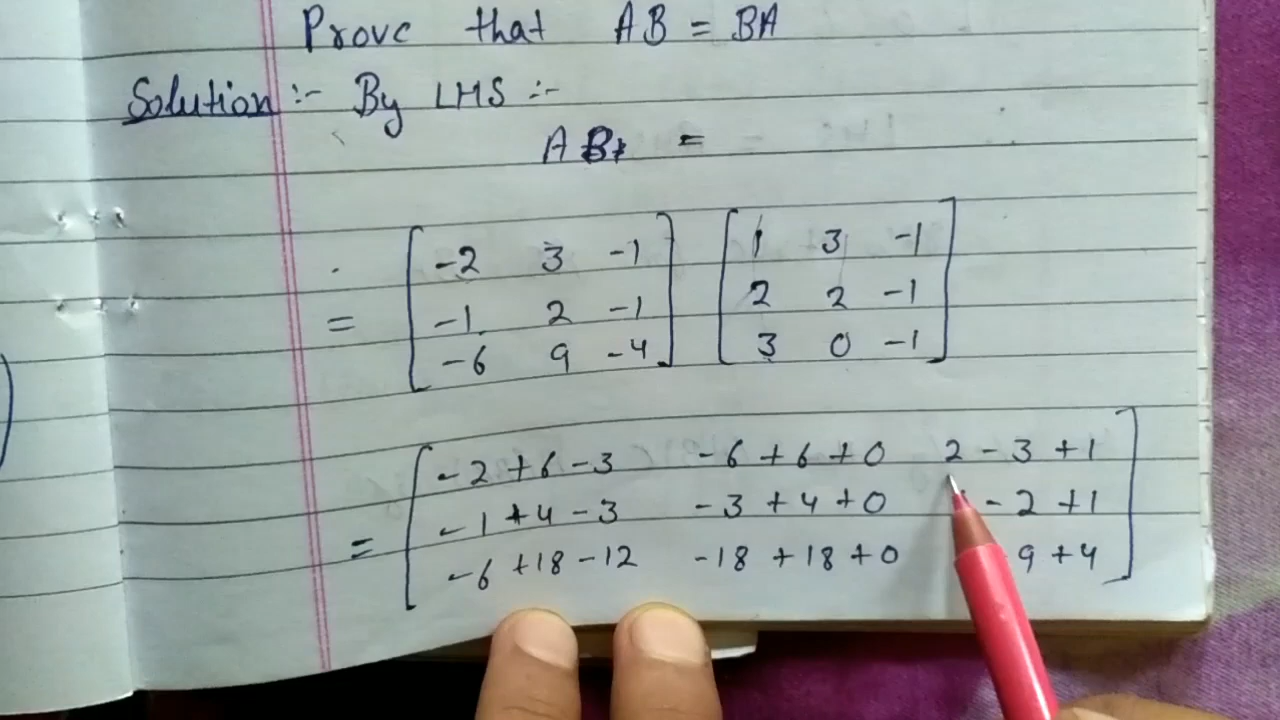 Prove that AB = BA
Solution :- By LHS :-
AB =
= [ -2 3 -1 ] [ 1 3 -1 ]
[ -1 2 -1 ] [ 2 2 -1 ]
[ -6 9 -4 ] [ 3 0 -1 ]
= [ -2 + 6 - 3 -6 + 6 + 0 2 - 3 + 1 ]
[ -1 + 4 - 3 -3 + 4 + 0 - 2 + 1 ]
[ -6 + 18 - 12 -18 + 18 + 0 9 + 4 ]